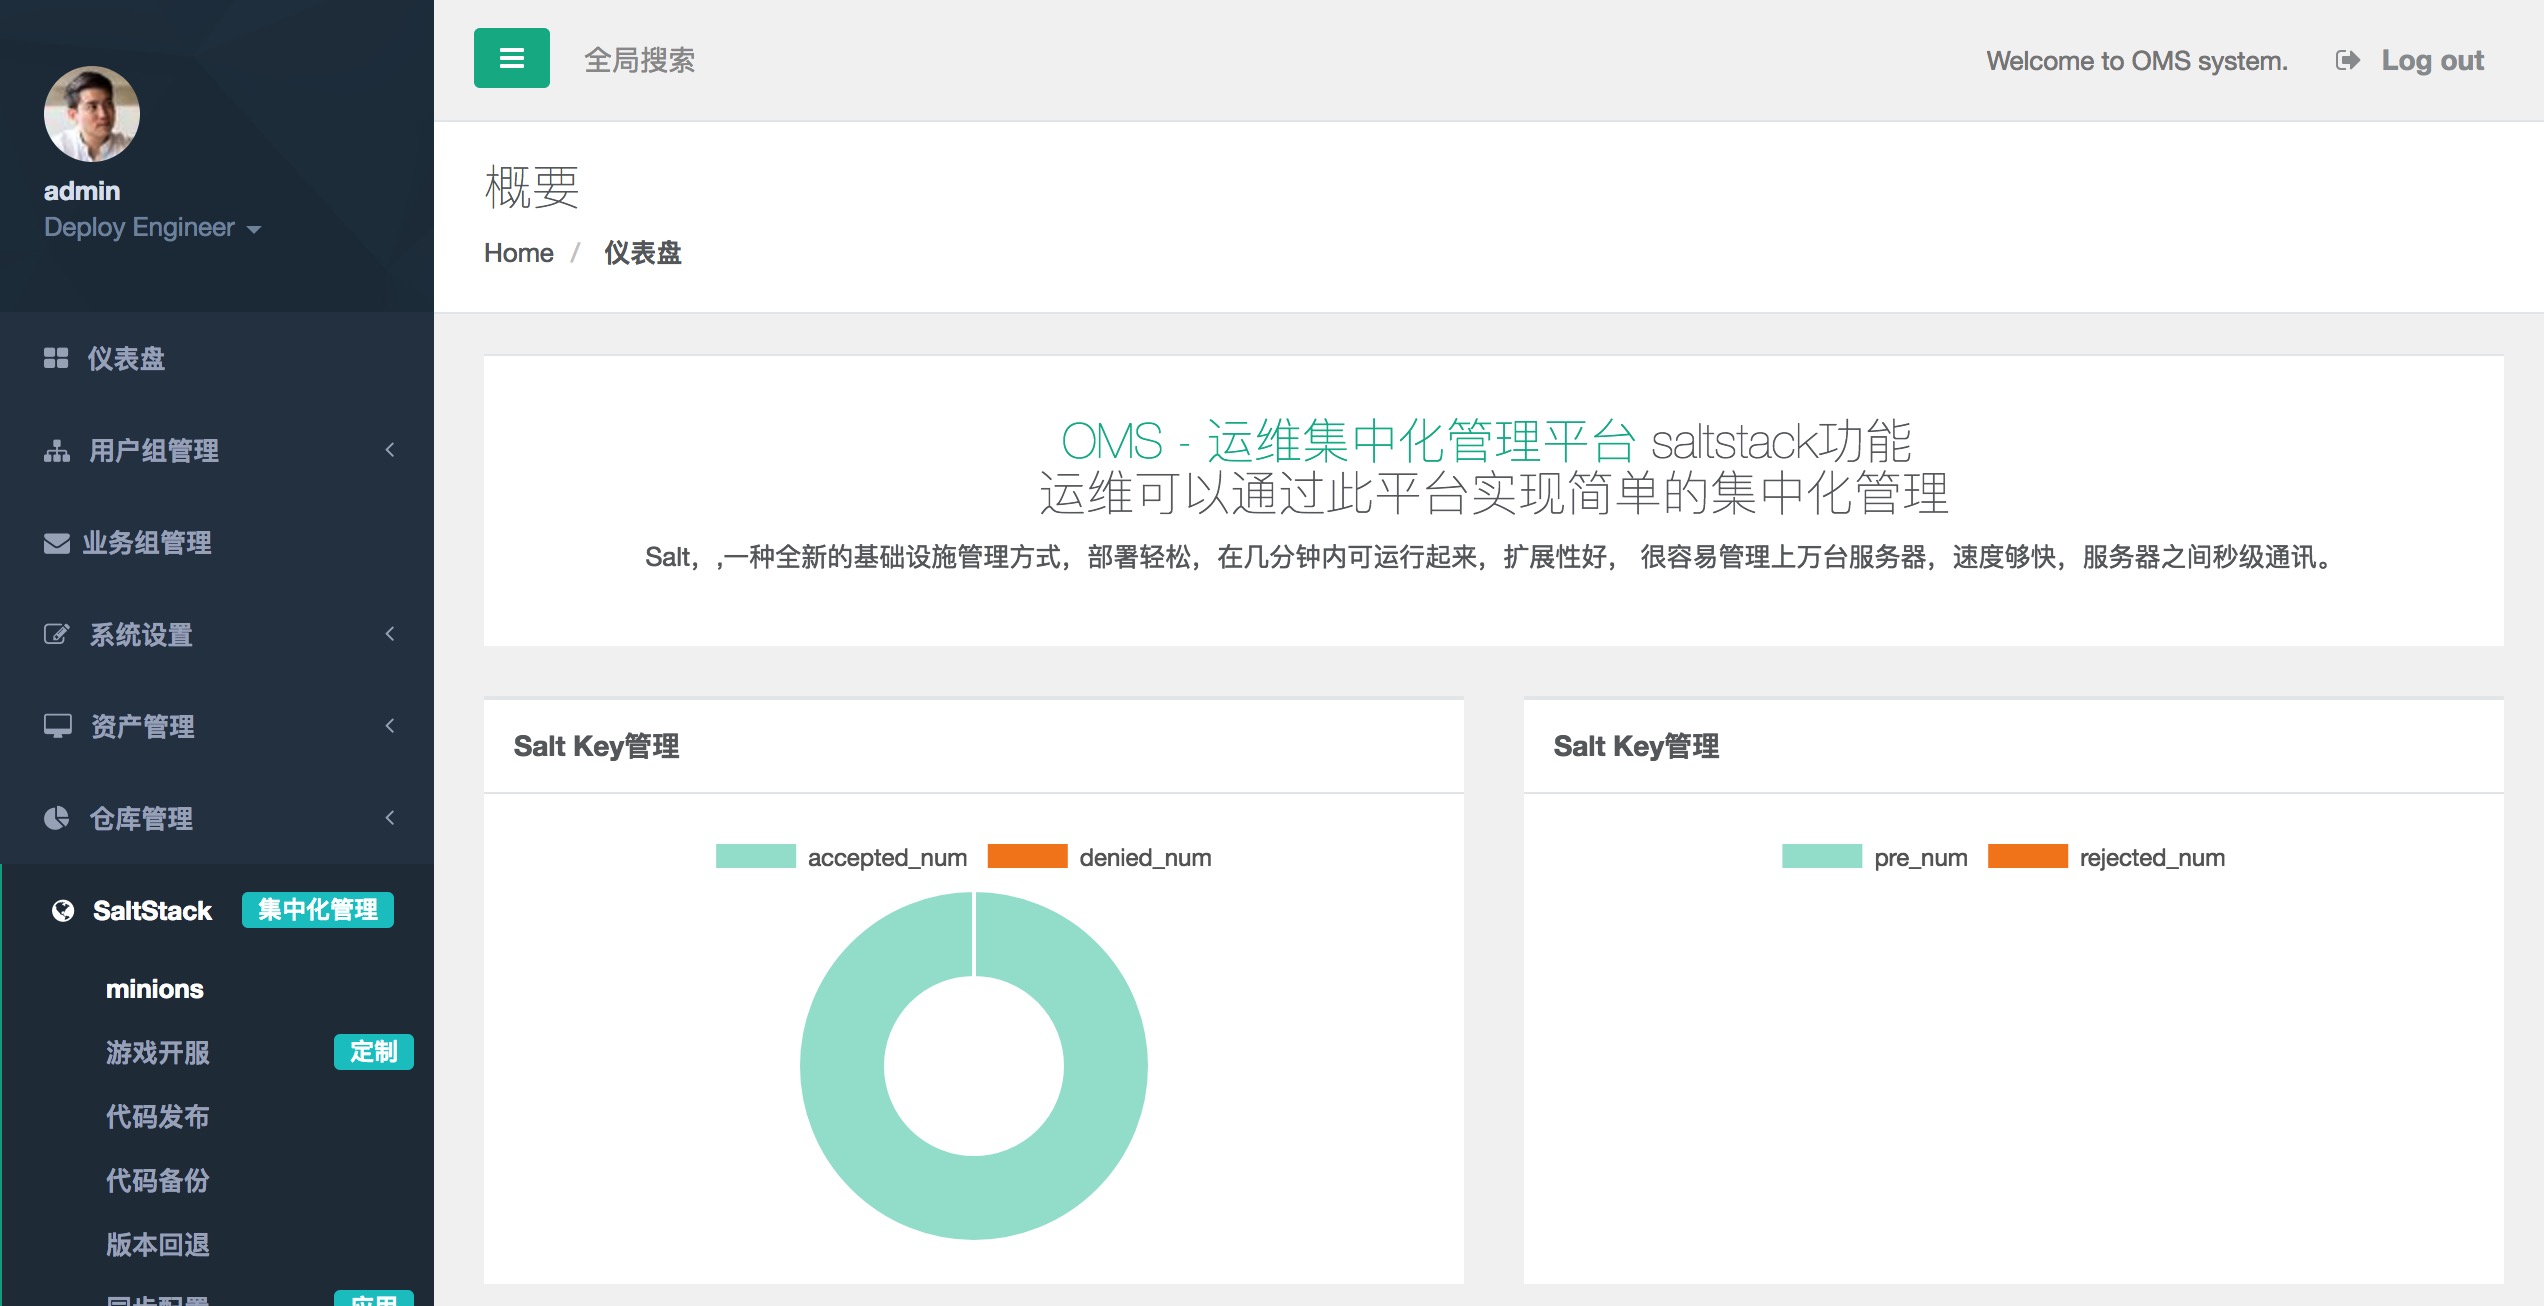 admin
Deploy Engineer
仪表盘
用户组管理
业务组管理
系统设置
资产管理
仓库管理
SaltStack 集中化管理
minions
游戏开服 定制
代码发布
代码备份
版本回退
同步配置 应用
全局搜索
Welcome to OMS system. Log out
概要
Home / 仪表盘
OMS - 运维集中化管理平台 saltstack功能
运维可以通过此平台实现简单的集中化管理
Salt，,一种全新的基础设施管理方式，部署轻松，在几分钟内可运行起来，扩展性好， 很容易管理上万台服务器，速度够快，服务器之间秒级通讯。
Salt Key管理
accepted_num denied_num
Salt Key管理
pre_num rejected_num